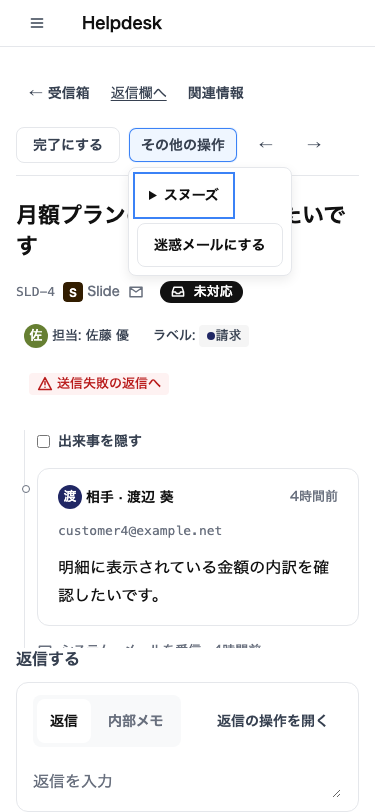 Helpdesk
← 受信箱 返信欄へ 関連情報
完了にする その他の操作 ← →
▶ スヌーズ
迷惑メールにする
月額プラン
たいで
す
SLD-4 S Slide 未対応
佐 担当: 佐藤 優 ラベル: 請求
送信失敗の返信へ
出来事を隠す
渡 相手 · 渡辺 葵 4時間前
customer4@example.net
明細に表示されている金額の内訳を確
認したいです。
返信する
返信 内部メモ 返信の操作を開く
返信を入力